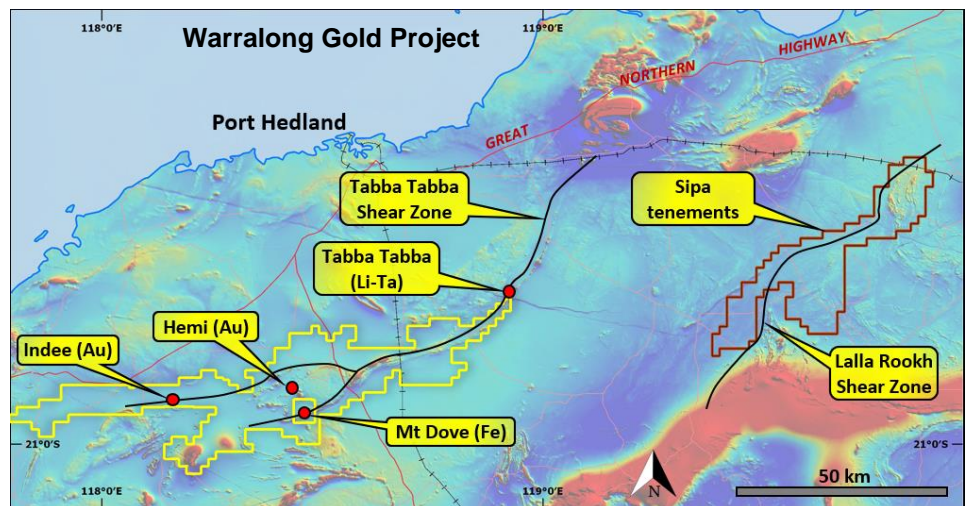 118°0'E
119°0'E
Warralong Gold Project
GREAT NORTHERN HIGHWAY
Port Hedland
Tabba Tabba
Shear Zone
Sipa
tenements
Tabba Tabba
(Li-Ta)
Hemi (Au)
Indee (Au)
Lalla Rookh
Shear Zone
Mt Dove (Fe)
21°0'S
21°0'S
50 km
N
118°0'E
119°0'E